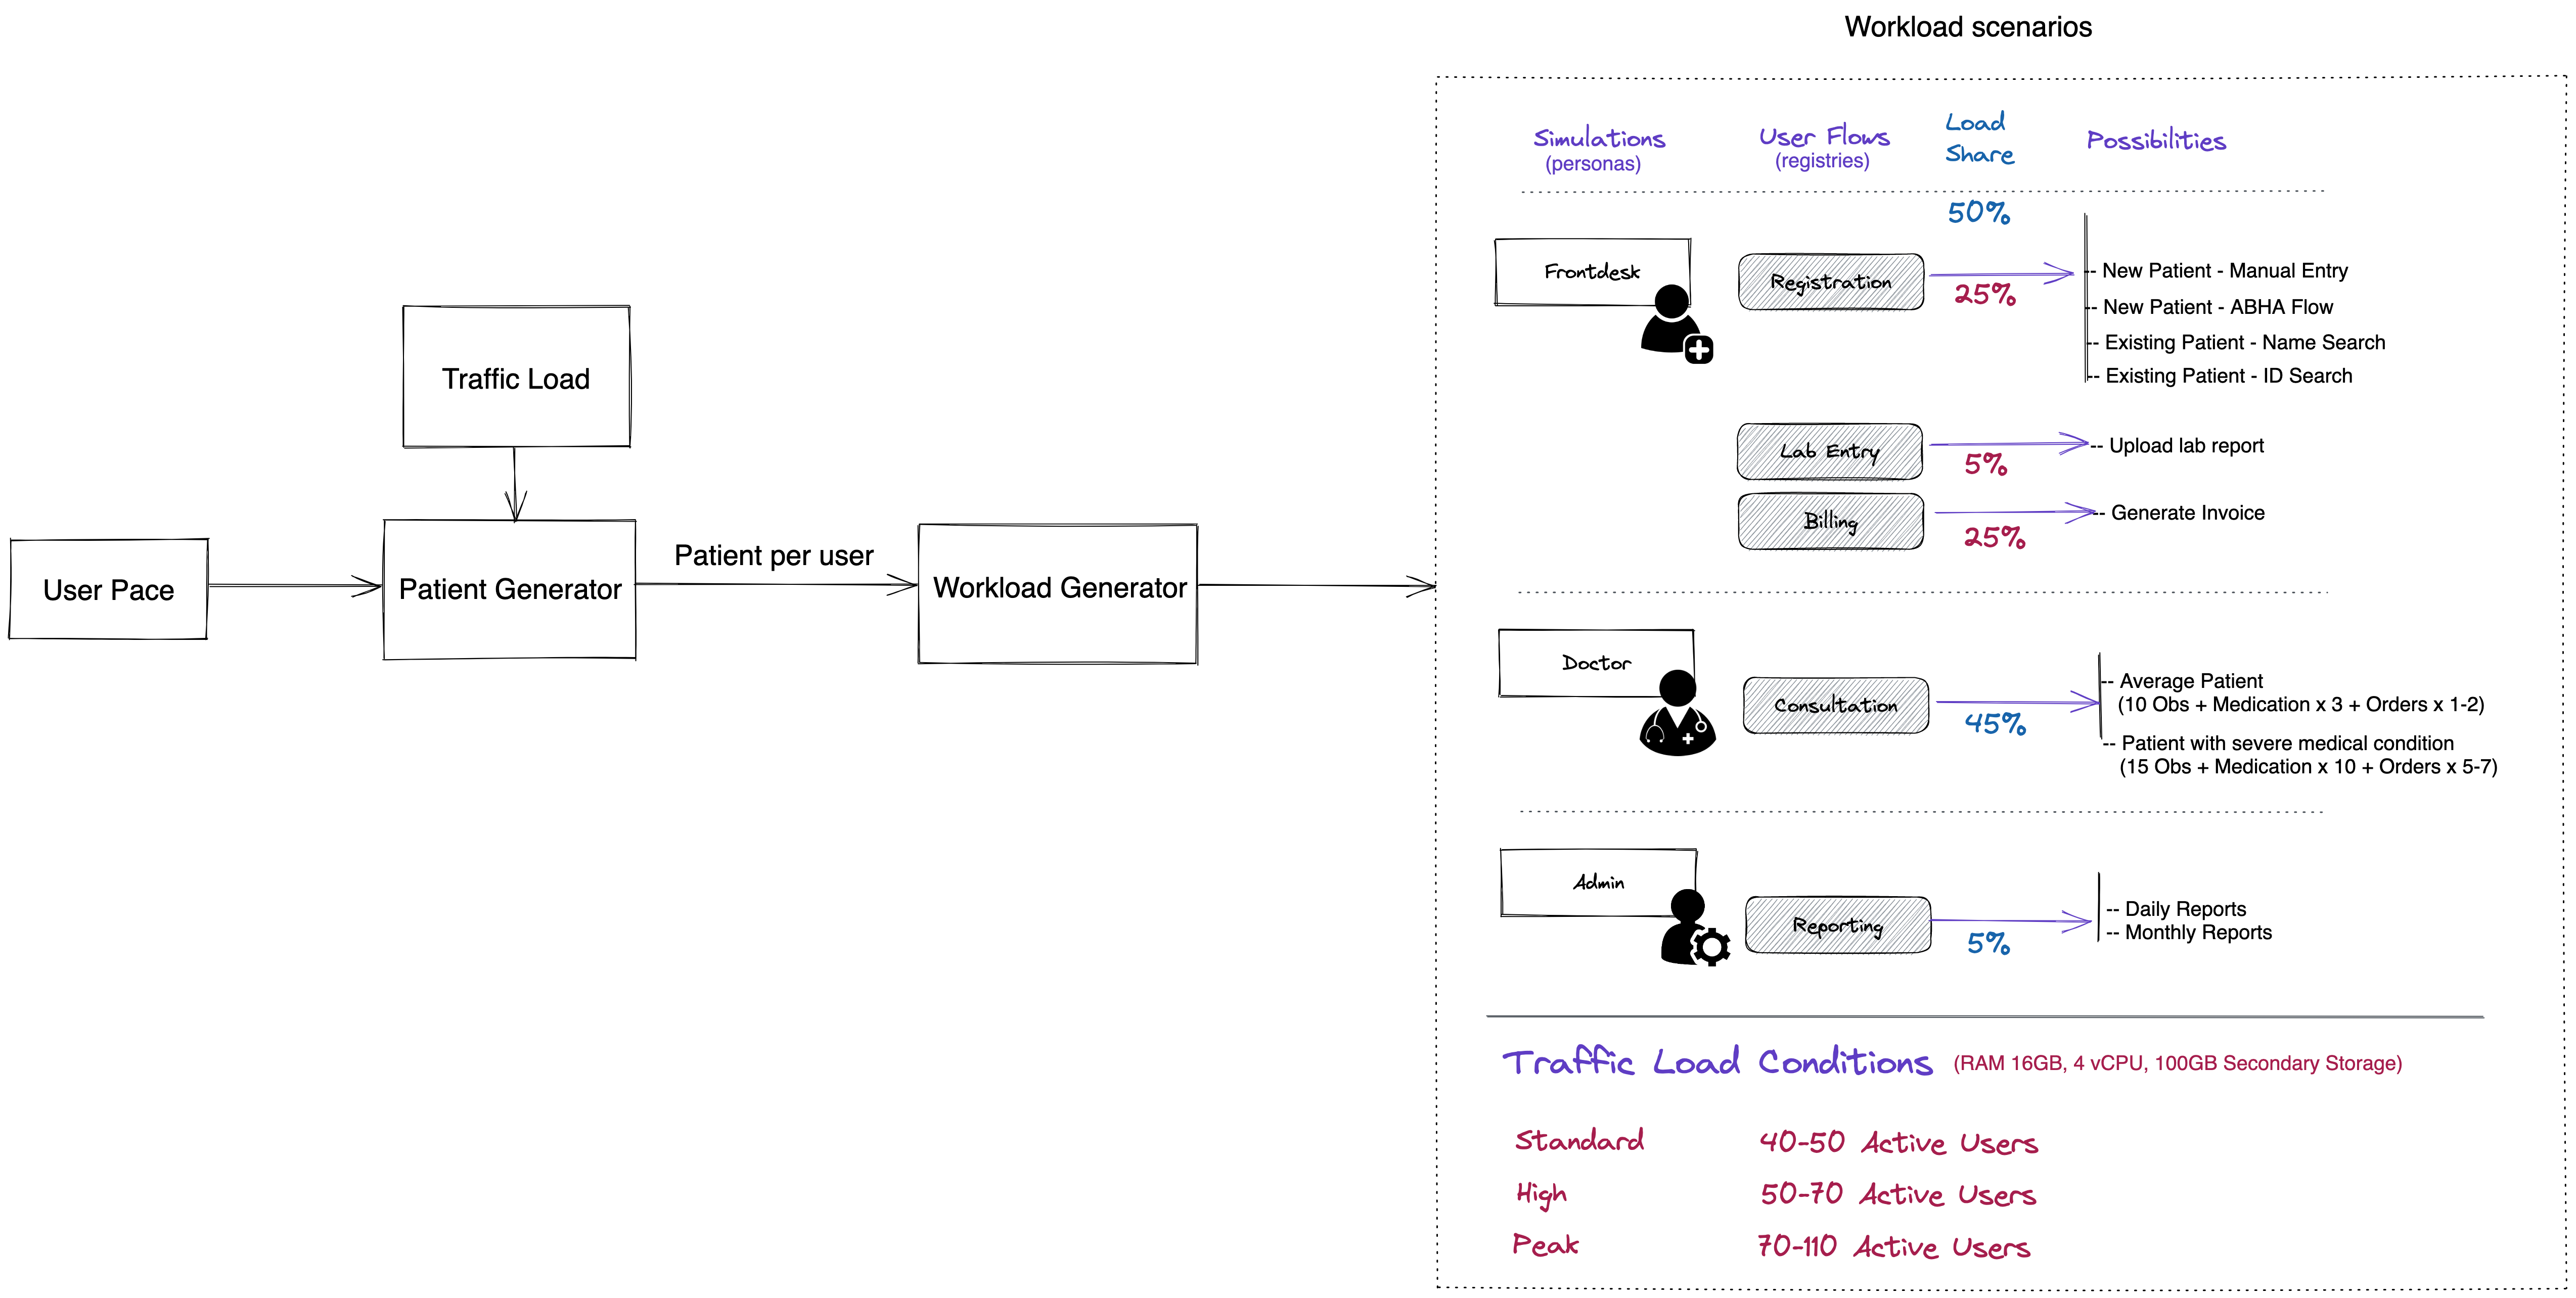 Workload scenarios
Simulations
(personas)
User Flows
(registries)
Load
Share
Possibilities
50%
Frontdesk
Registration
25%
-- New Patient - Manual Entry
-- New Patient - ABHA Flow
-- Existing Patient - Name Search
-- Existing Patient - ID Search
Lab Entry
5%
-- Upload lab report
Billing
25%
-- Generate Invoice
Traffic Load
User Pace
Patient Generator
Patient per user
Workload Generator
Doctor
Consultation
45%
-- Average Patient
(10 Obs + Medication x 3 + Orders x 1-2)
-- Patient with severe medical condition
(15 Obs + Medication x 10 + Orders x 5-7)
Admin
Reporting
5%
-- Daily Reports
-- Monthly Reports
Traffic Load Conditions (RAM 16GB, 4 vCPU, 100GB Secondary Storage)
Standard 40-50 Active Users
High 50-70 Active Users
Peak 70-110 Active Users